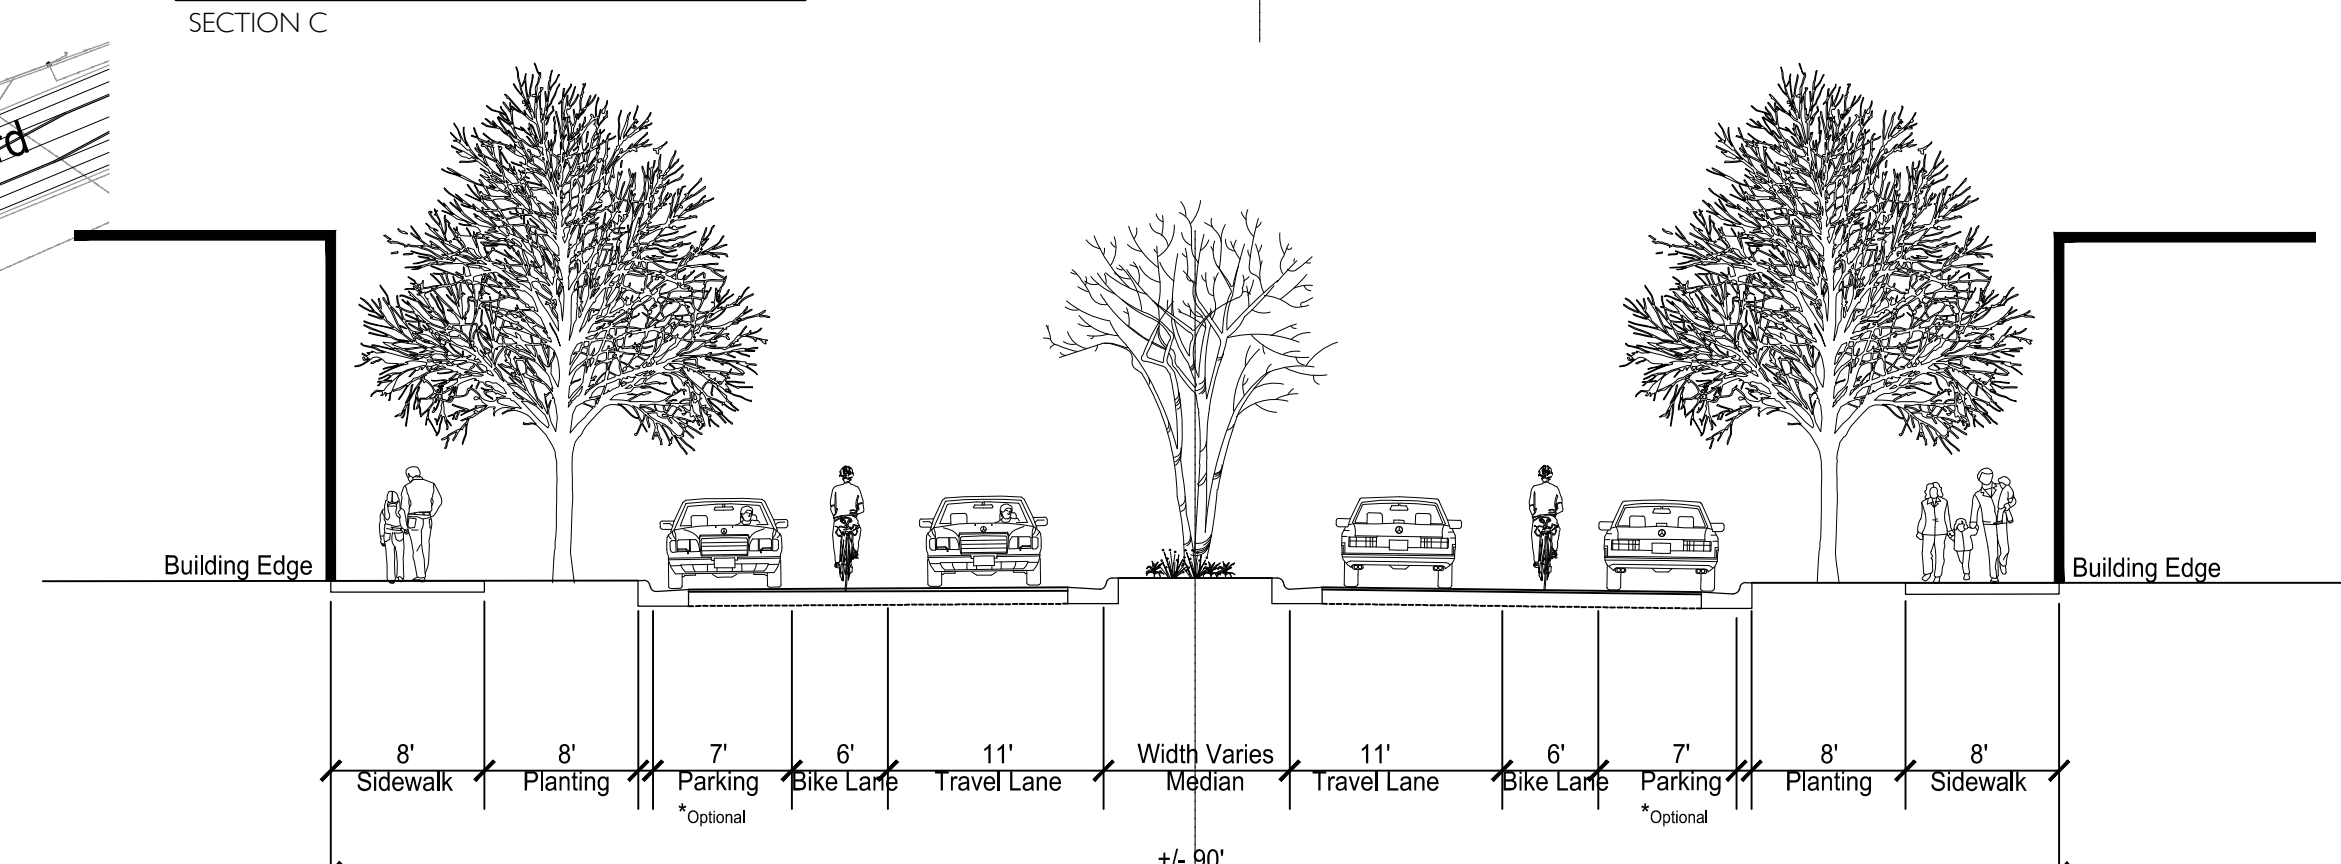 SECTION C
rd
Building Edge
Building Edge
8' 8' 7' 6' 11' Width Varies 11' 6' 7' 8' 8'
Sidewalk Planting Parking Bike Lane Travel Lane Median Travel Lane Bike Lane Parking Planting Sidewalk
*Optional *Optional
+/- 90'